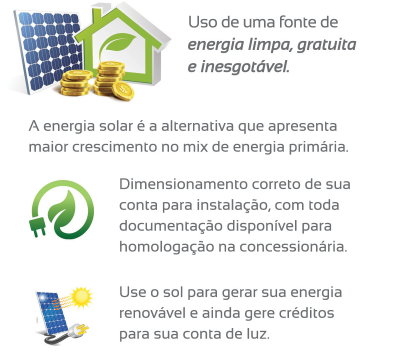 Uso de uma fonte de
energia limpa, gratuita
e inesgotável.
A energia solar é a alternativa que apresenta
maior crescimento no mix de energia primária.
Dimensionamento correto de sua
conta para instalação, com toda
documentação disponível para
homologação na concessionária.
Use o sol para gerar sua energia
renovável e ainda gere créditos
para sua conta de luz.